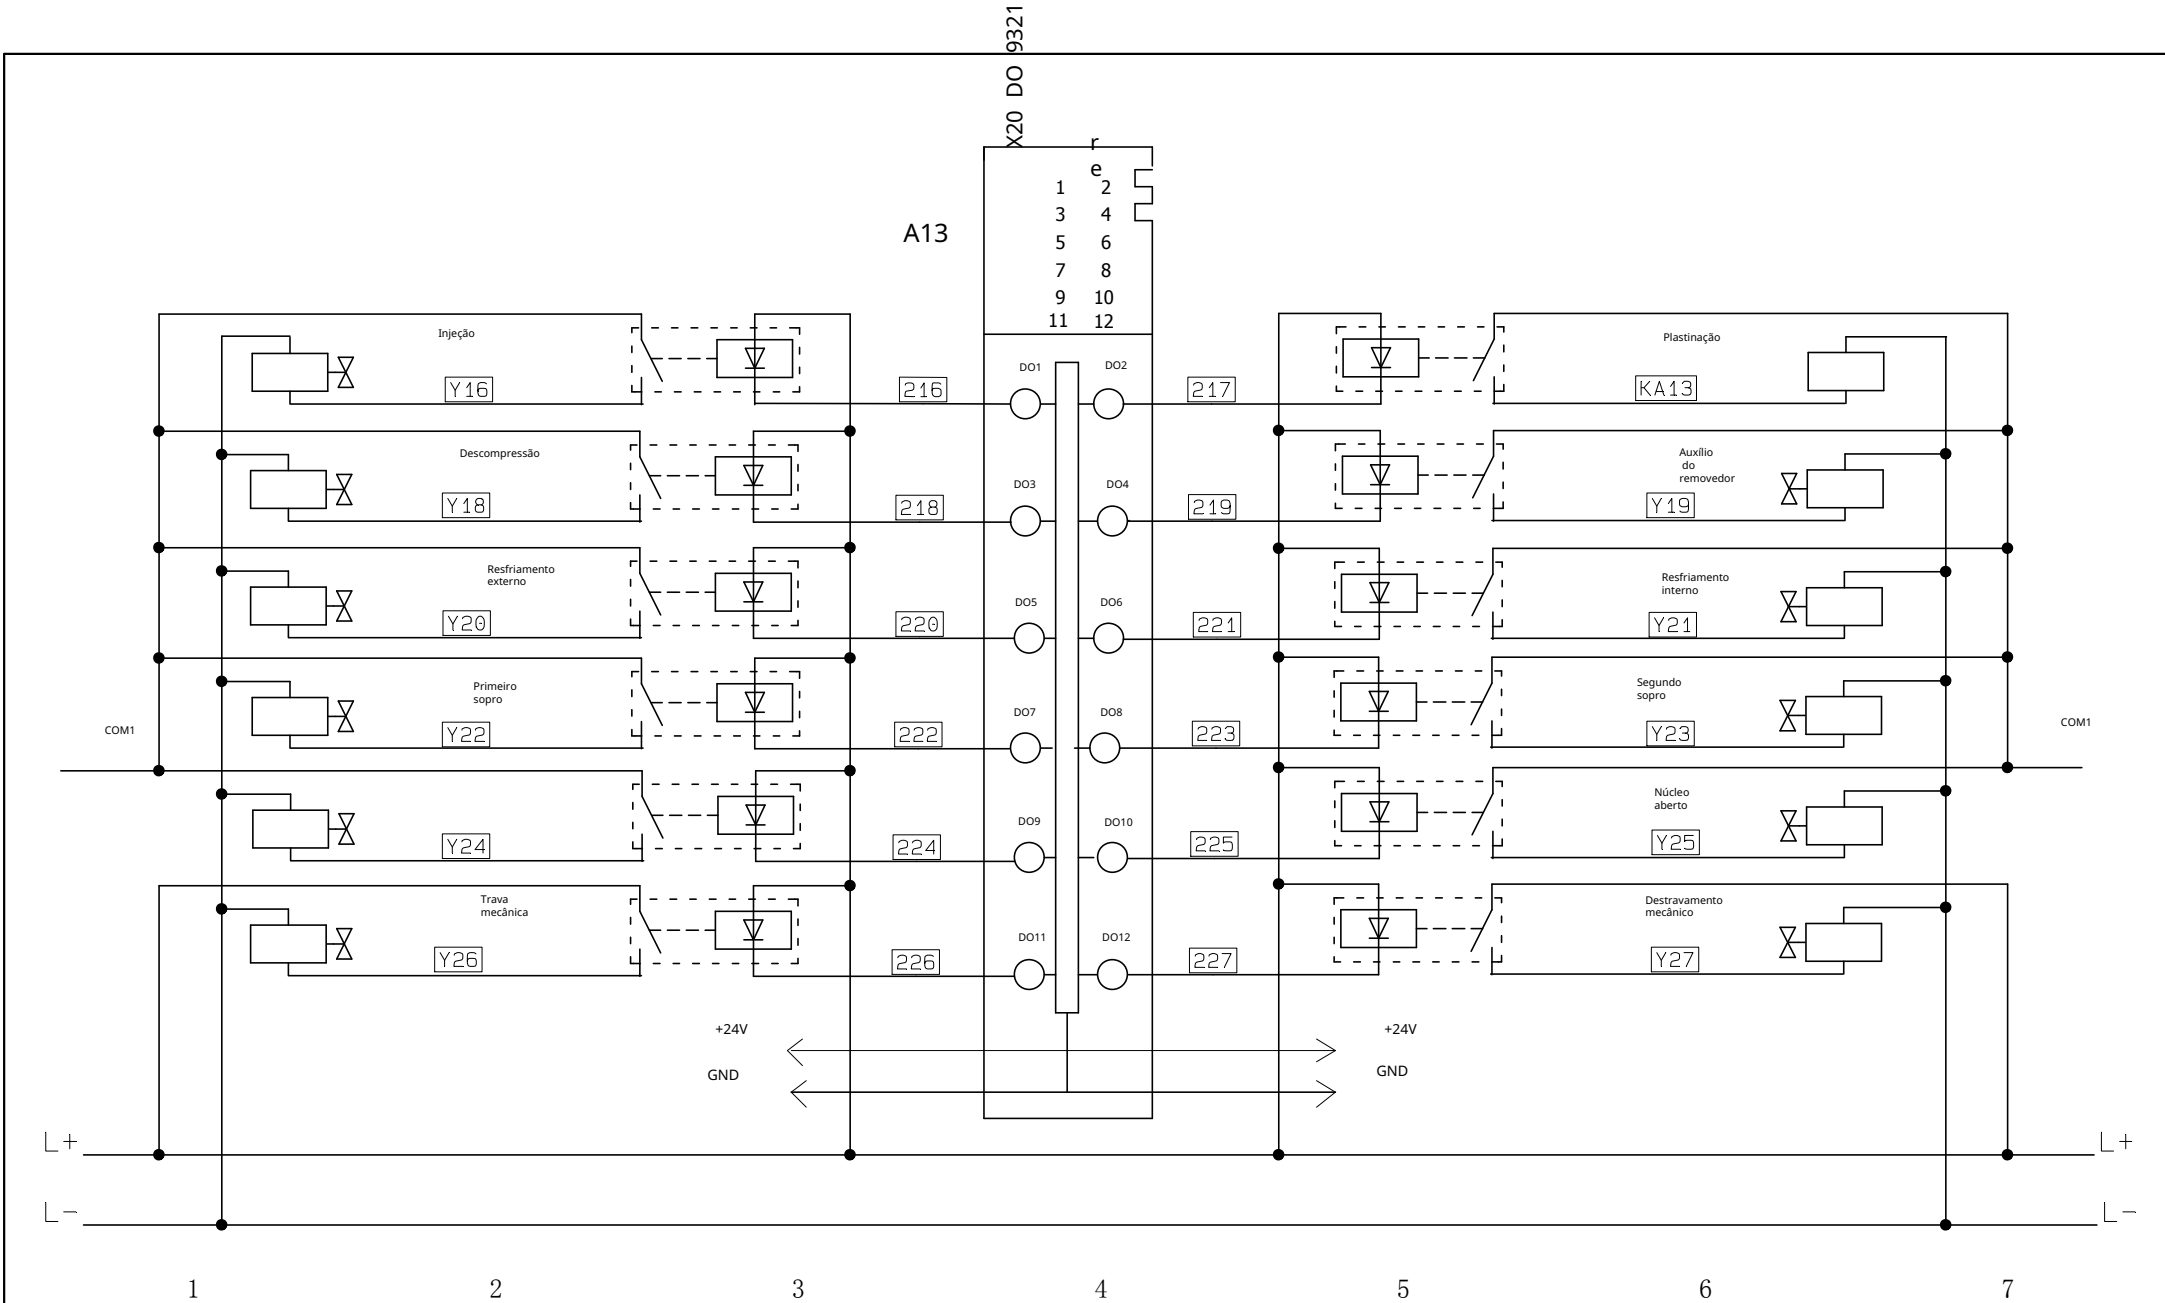 X20 DO 9321
r
e
1 2
3 4
5 6
7 8
9 10
11 12
A13
Injeção
Y16
216
DO1
DO2
217
Plastinação
KA13
Descompressão
Y18
218
DO3
DO4
219
Auxílio
do
removedor
Y19
Resfriamento
externo
Y20
220
DO5
DO6
221
Resfriamento
interno
Y21
Primeiro
sopro
Y22
222
DO7
DO8
223
Segundo
sopro
Y23
COM1
COM1
Y24
224
DO9
DO10
225
Núcleo
aberto
Y25
Trava
mecânica
Y26
226
DO11
DO12
227
Destravamento
mecânico
Y27
+24V
+24V
GND
GND
L+
L+
L-
L-
1 2 3 4 5 6 7